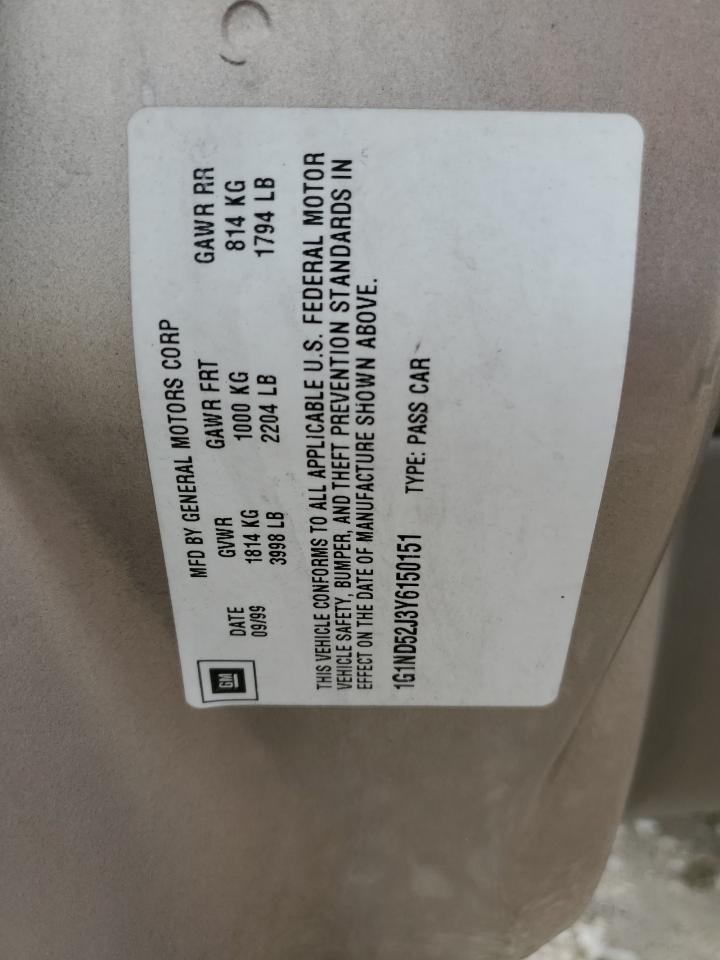 GM
MFD BY GENERAL MOTORS CORP
DATE GVWR GAWR FRT GAWR RR
09/99 1814 KG 1000 KG 814 KG
3998 LB 2204 LB 1794 LB
THIS VEHICLE CONFORMS TO ALL APPLICABLE U.S. FEDERAL MOTOR
VEHICLE SAFETY, BUMPER, AND THEFT PREVENTION STANDARDS IN
EFFECT ON THE DATE OF MANUFACTURE SHOWN ABOVE.
1G1ND52J3Y6150151 TYPE: PASS CAR